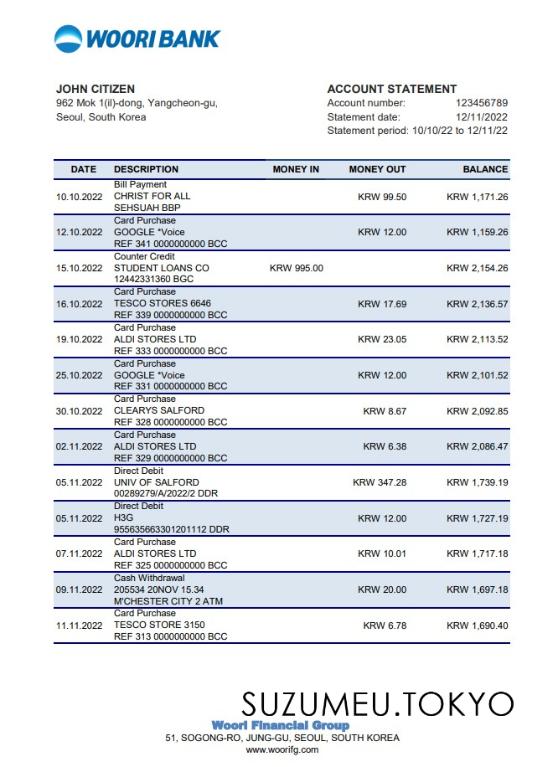 WOORI BANK
JOHN CITIZEN
962 Mok 1(il)-dong, Yangcheon-gu,
Seoul, South Korea
ACCOUNT STATEMENT
Account number: 123456789
Statement date: 12/11/2022
Statement period: 10/10/22 to 12/11/22
DATE DESCRIPTION MONEY IN MONEY OUT BALANCE
Bill Payment
10.10.2022 CHRIST FOR ALL KRW 99.50 KRW 1,171.26
SEHSUAH BBP
Card Purchase
12.10.2022 GOOGLE *Voice KRW 12.00 KRW 1,159.26
REF 341 0000000000 BCC
Counter Credit
15.10.2022 STUDENT LOANS CO KRW 995.00 KRW 2,154.26
12442331360 BGC
Card Purchase
16.10.2022 TESCO STORES 6646 KRW 17.69 KRW 2,136.57
REF 339 0000000000 BCC
Card Purchase
19.10.2022 ALDI STORES LTD KRW 23.05 KRW 2,113.52
REF 333 0000000000 BCC
Card Purchase
25.10.2022 GOOGLE *Voice KRW 12.00 KRW 2,101.52
REF 331 0000000000 BCC
Card Purchase
30.10.2022 CLEARYS SALFORD KRW 8.67 KRW 2,092.85
REF 328 0000000000 BCC
Card Purchase
02.11.2022 ALDI STORES LTD KRW 6.38 KRW 2,086.47
REF 329 0000000000 BCC
Direct Debit
05.11.2022 UNIV OF SALFORD KRW 347.28 KRW 1,739.19
00289279/A/2022/2 DDR
Direct Debit
05.11.2022 H3G KRW 12.00 KRW 1,727.19
955635663301201112 DDR
Card Purchase
07.11.2022 ALDI STORES LTD KRW 10.01 KRW 1,717.18
REF 325 0000000000 BCC
Cash Withdrawal
09.11.2022 205534 20NOV 15.34 KRW 20.00 KRW 1,697.18
M'CHESTER CITY 2 ATM
Card Purchase
11.11.2022 TESCO STORE 3150 KRW 6.78 KRW 1,690.40
REF 313 0000000000 BCC
SUZUMEU.TOKYO
Woori Financial Group
51, SOGONG-RO, JUNG-GU, SEOUL, SOUTH KOREA
www.woorifg.com